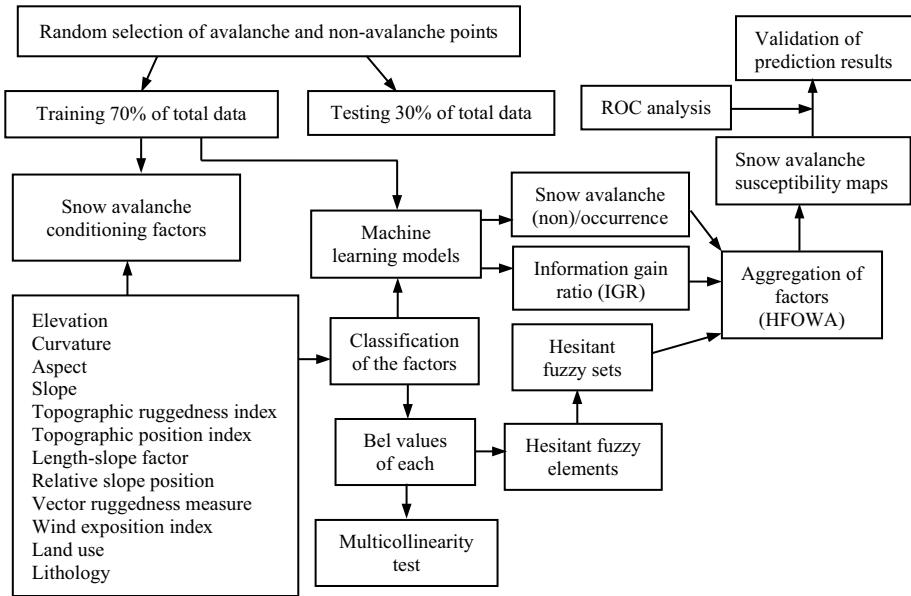 Random selection of avalanche and non-avalanche points
Training 70% of total data
Testing 30% of total data
Validation of
prediction results
ROC analysis
Snow avalanche
susceptibility maps
Snow avalanche
conditioning factors
Machine
learning models
Snow avalanche
(non)/occurrence
Information gain
ratio (IGR)
Aggregation of
factors
(HFOWA)
Elevation
Curvature
Aspect
Slope
Topographic ruggedness index
Topographic position index
Length-slope factor
Relative slope position
Vector ruggedness measure
Wind exposition index
Land use
Lithology
Classification
of the factors
Hesitant
fuzzy sets
Bel values
of each
Hesitant fuzzy
elements
Multicollinearity
test